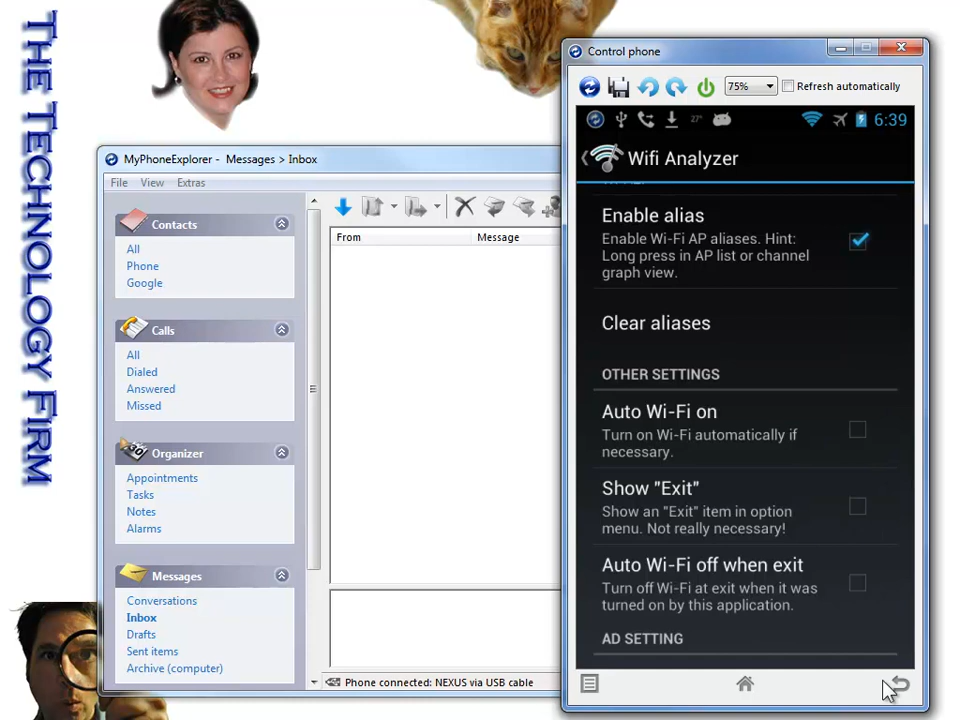 THE TECHNOLOGY FIRM
MyPhoneExplorer - Messages > Inbox
File View Extras
Contacts
All
Phone
Google
Calls
All
Dialed
Answered
Missed
Organizer
Appointments
Tasks
Notes
Alarms
Messages
Conversations
Inbox
Drafts
Sent items
Archive (computer)
From Message
Phone connected: NEXUS via USB cable
Control phone
75% Refresh automatically
27° 6:39
Wifi Analyzer
Enable alias
Enable Wi-Fi AP aliases. Hint:
Long press in AP list or channel
graph view.
Clear aliases
OTHER SETTINGS
Auto Wi-Fi on
Turn on Wi-Fi automatically if
necessary.
Show "Exit"
Show an "Exit" item in option
menu. Not really necessary!
Auto Wi-Fi off when exit
Turn off Wi-Fi at exit when it was
turned on by this application.
AD SETTING